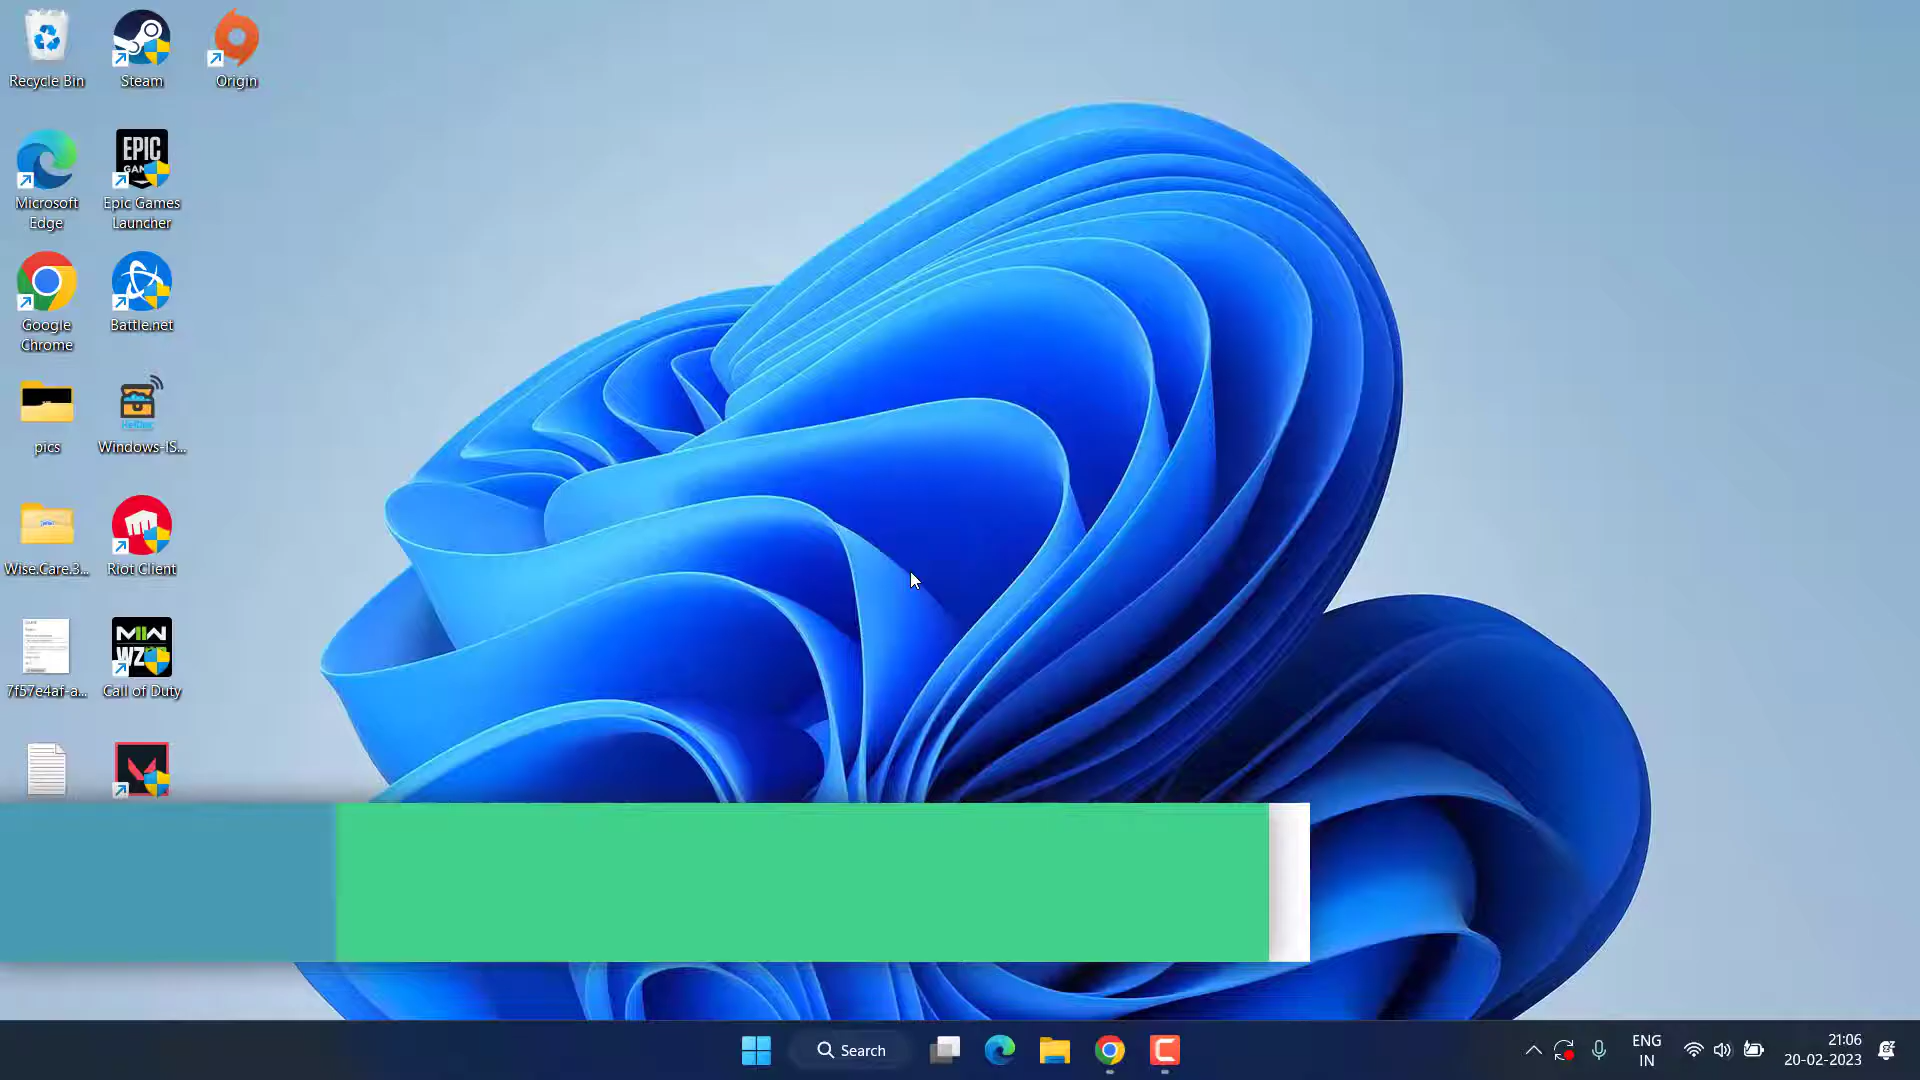 Recycle Bin
Steam
Origin
EPIC
Microsoft
Edge
Epic Games
Launcher
Google
Chrome
Battle.net
pics
Windows-IS...
Wise.Care.3...
Riot Client
MW
WZ
7f57e4af-a...
Call of Duty
Search
ENG
IN
21:06
20-02-2023